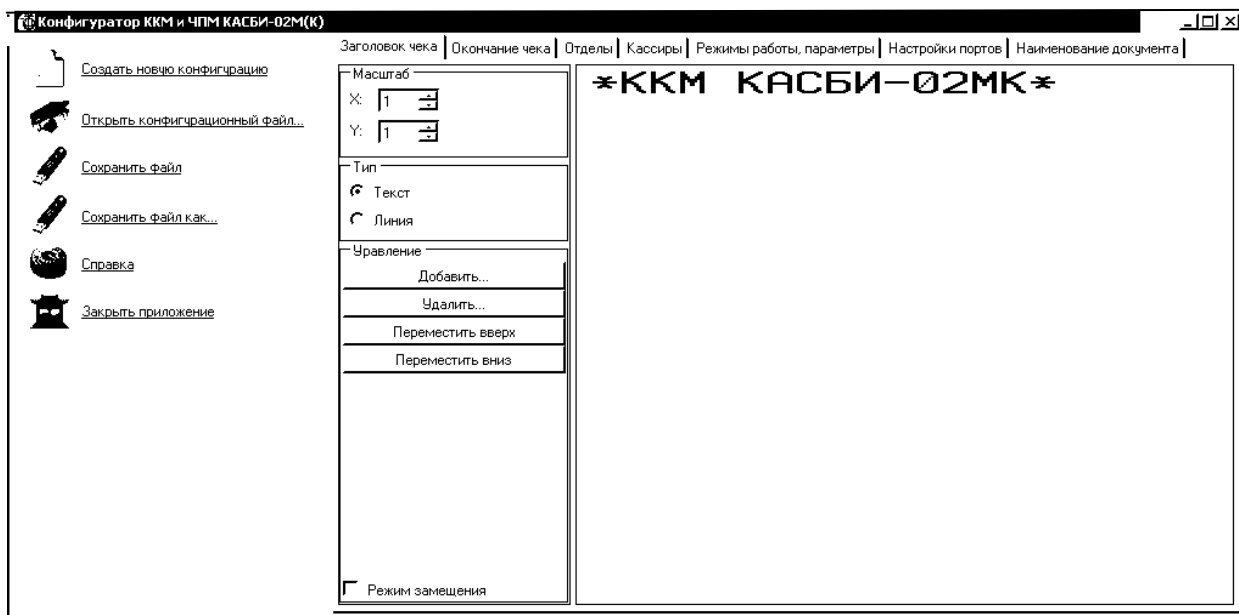 Конфигуратор ККМ и ЧПМ КАСБИ-02М(К)
Создать новую конфигурацию
Открыть конфигурационный файл...
Сохранить файл
Сохранить файл как...
Справка
Закрыть приложение
Заголовок чека Окончание чека Отделы Кассиры Режимы работы, параметры Настройки портов Наименование документа
Масштаб
X: 1
Y: 1
Тип
Текст
Линия
Уравление
Добавить...
Удалить...
Переместить вверх
Переместить вниз
Режим замещения
*ККМ КАСБИ-02МК*